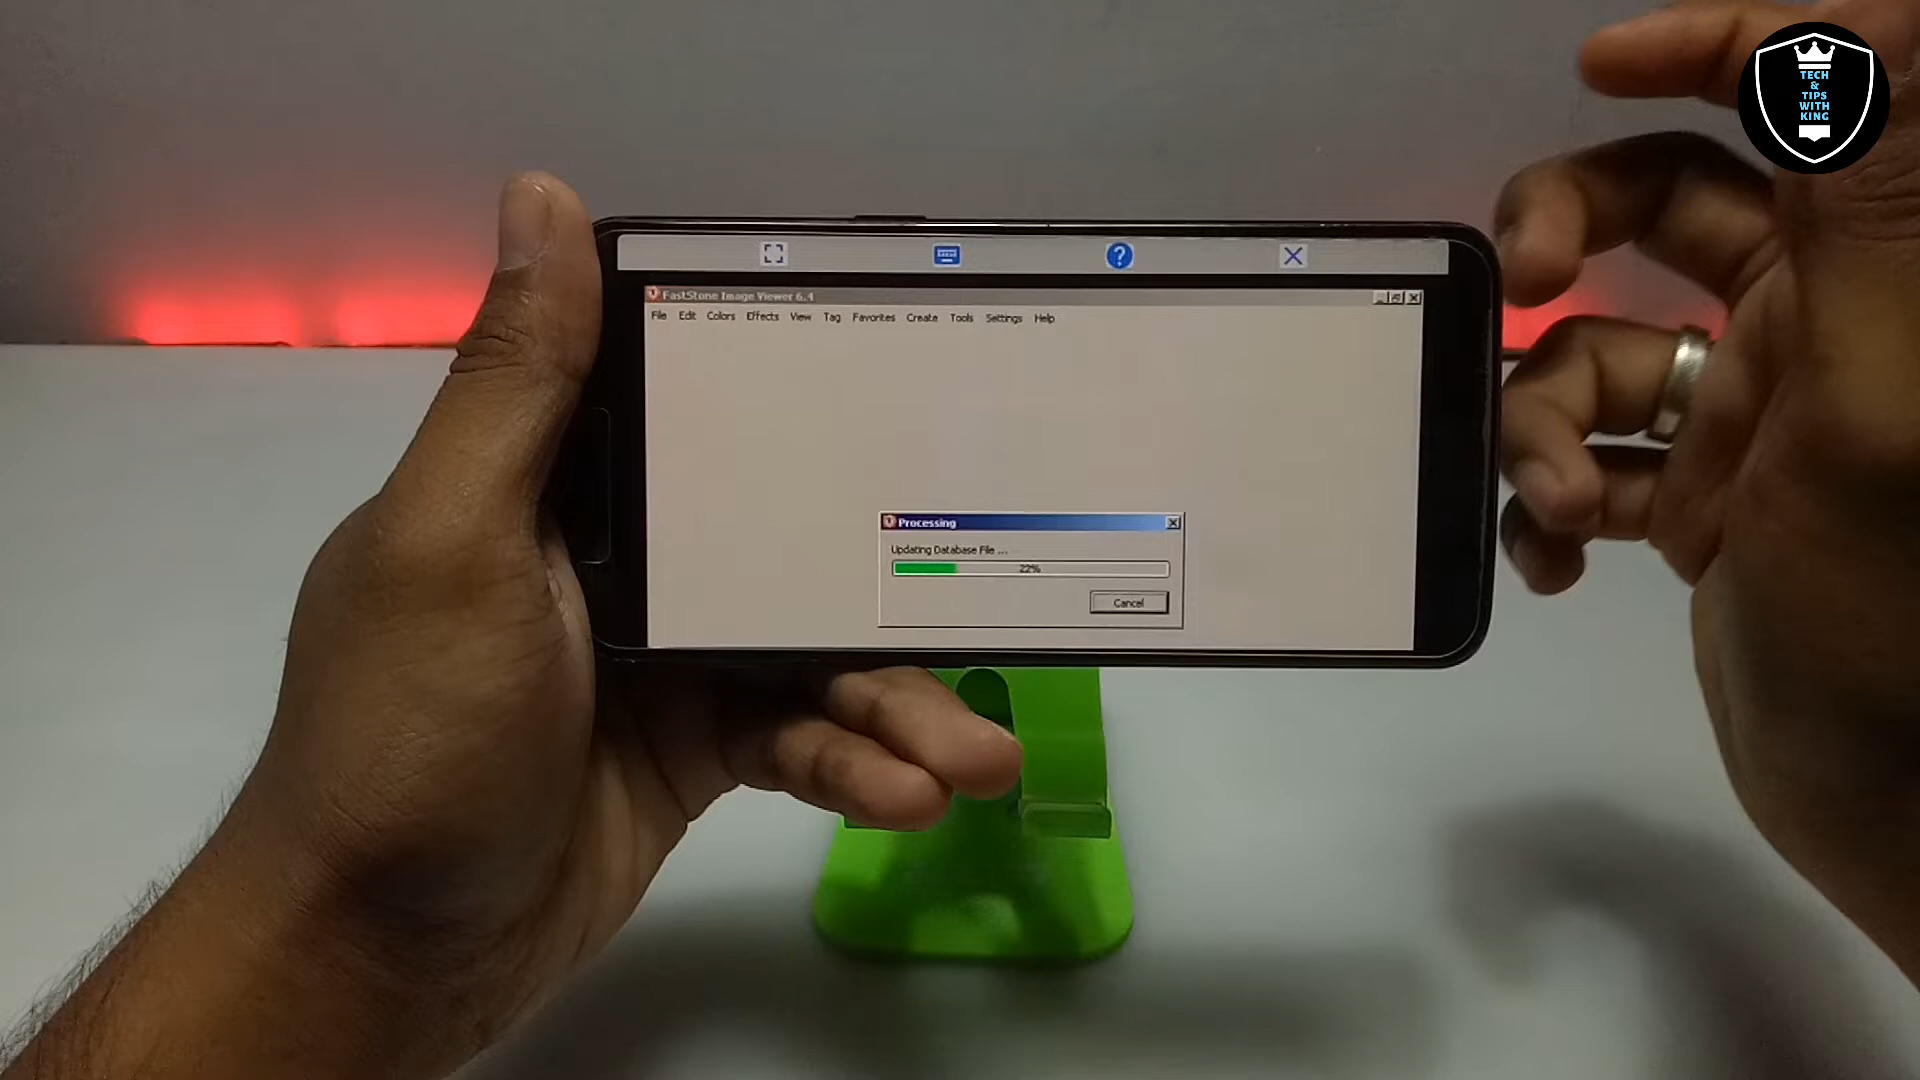 TECH
&
TIPS
WITH
KING
FastStone Image Viewer 6.4
File Edit Colors Effects View Tag Favorites Create Tools Settings Help
Processing
Updating Database File ...
22%
Cancel